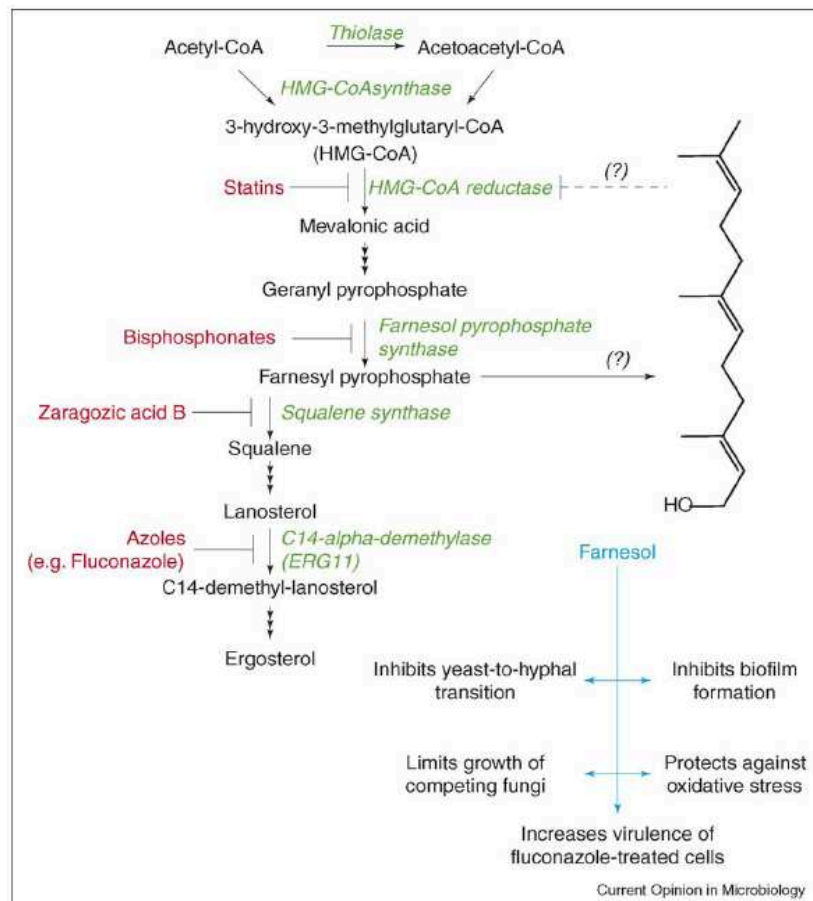 Thiolase
Acetyl-CoA
Acetoacetyl-CoA
HMG-CoAsynthase
3-hydroxy-3-methylglutaryl-CoA
(HMG-CoA)
Statins
HMG-CoA reductase
(?)
Mevalonic acid
Geranyl pyrophosphate
Bisphosphonates
Farnesol pyrophosphate
synthase
Farnesyl pyrophosphate
(?)
Zaragozic acid B
Squalene synthase
Squalene
Lanosterol
HO
Azoles
(e.g. Fluconazole)
C14-alpha-demethylase
(ERG11)
C14-demethyl-lanosterol
Ergosterol
Farnesol
Inhibits yeast-to-hyphal
transition
Inhibits biofilm
formation
Limits growth of
competing fungi
Protects against
oxidative stress
Increases virulence of
fluconazole-treated cells
Current Opinion in Microbiology